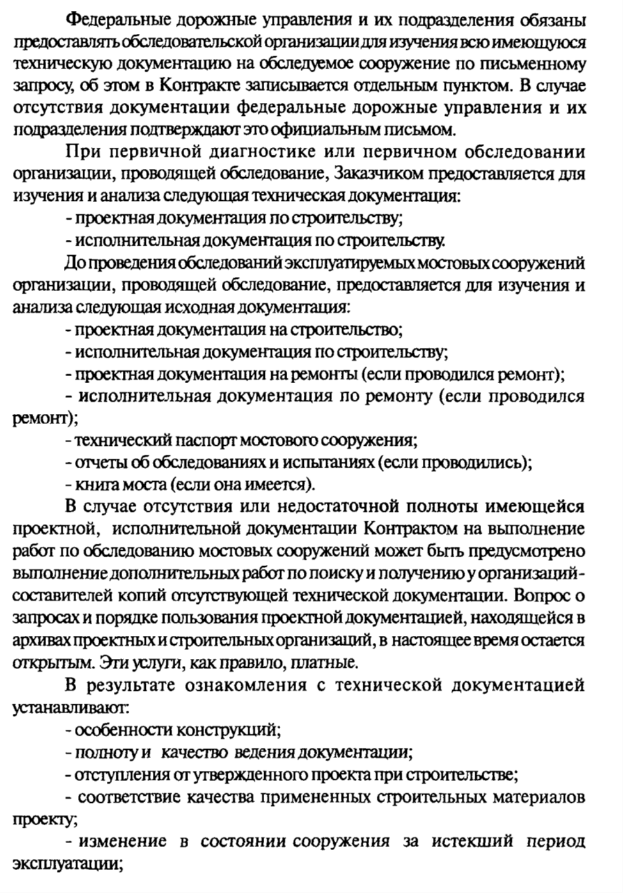 Федеральные дорожные управления и их подразделения обязаны
предоставлять обследовательской организации для изучения всю имеющуюся
техническую документацию на обследуемое сооружение по письменному
запросу, об этом в Контракте записывается отдельным пунктом. В случае
отсутствия документации федеральные дорожные управления и их
подразделения подтверждают это официальным письмом.
При первичной диагностике или первичном обследовании
организации, проводящей обследование, Заказчиком предоставляется для
изучения и анализа следующая техническая документация:
- проектная документация по строительству;
- исполнительная документация по строительству.
До проведения обследований эксплуатируемых мостовых сооружений
организации, проводящей обследование, предоставляется для изучения и
анализа следующая исходная документация:
- проектная документация на строительство;
- исполнительная документация по строительству;
- проектная документация на ремонты (если проводился ремонт);
- исполнительная документация по ремонту (если проводился
ремонт);
- технический паспорт мостового сооружения;
- отчеты об обследованиях и испытаниях (если проводились);
- книга моста (если она имеется).
В случае отсутствия или недостаточной полноты имеющейся
проектной, исполнительной документации Контрактом на выполнение
работ по обследованию мостовых сооружений может быть предусмотрено
выполнение дополнительных работ по поиску и получению у организаций-
составителей копий отсутствующей технической документации. Вопрос о
запросах и порядке пользования проектной документацией, находящейся в
архивах проектных и строительных организаций, в настоящее время остается
открытым. Эти услуги, как правило, платные.
В результате ознакомления с технической документацией
устанавливают:
- особенности конструкций;
- полноту и качество ведения документации;
- отступления от утвержденного проекта при строительстве;
- соответствие качества примененных строительных материалов
проекту;
- изменение в состоянии сооружения за истекший период
эксплуатации;